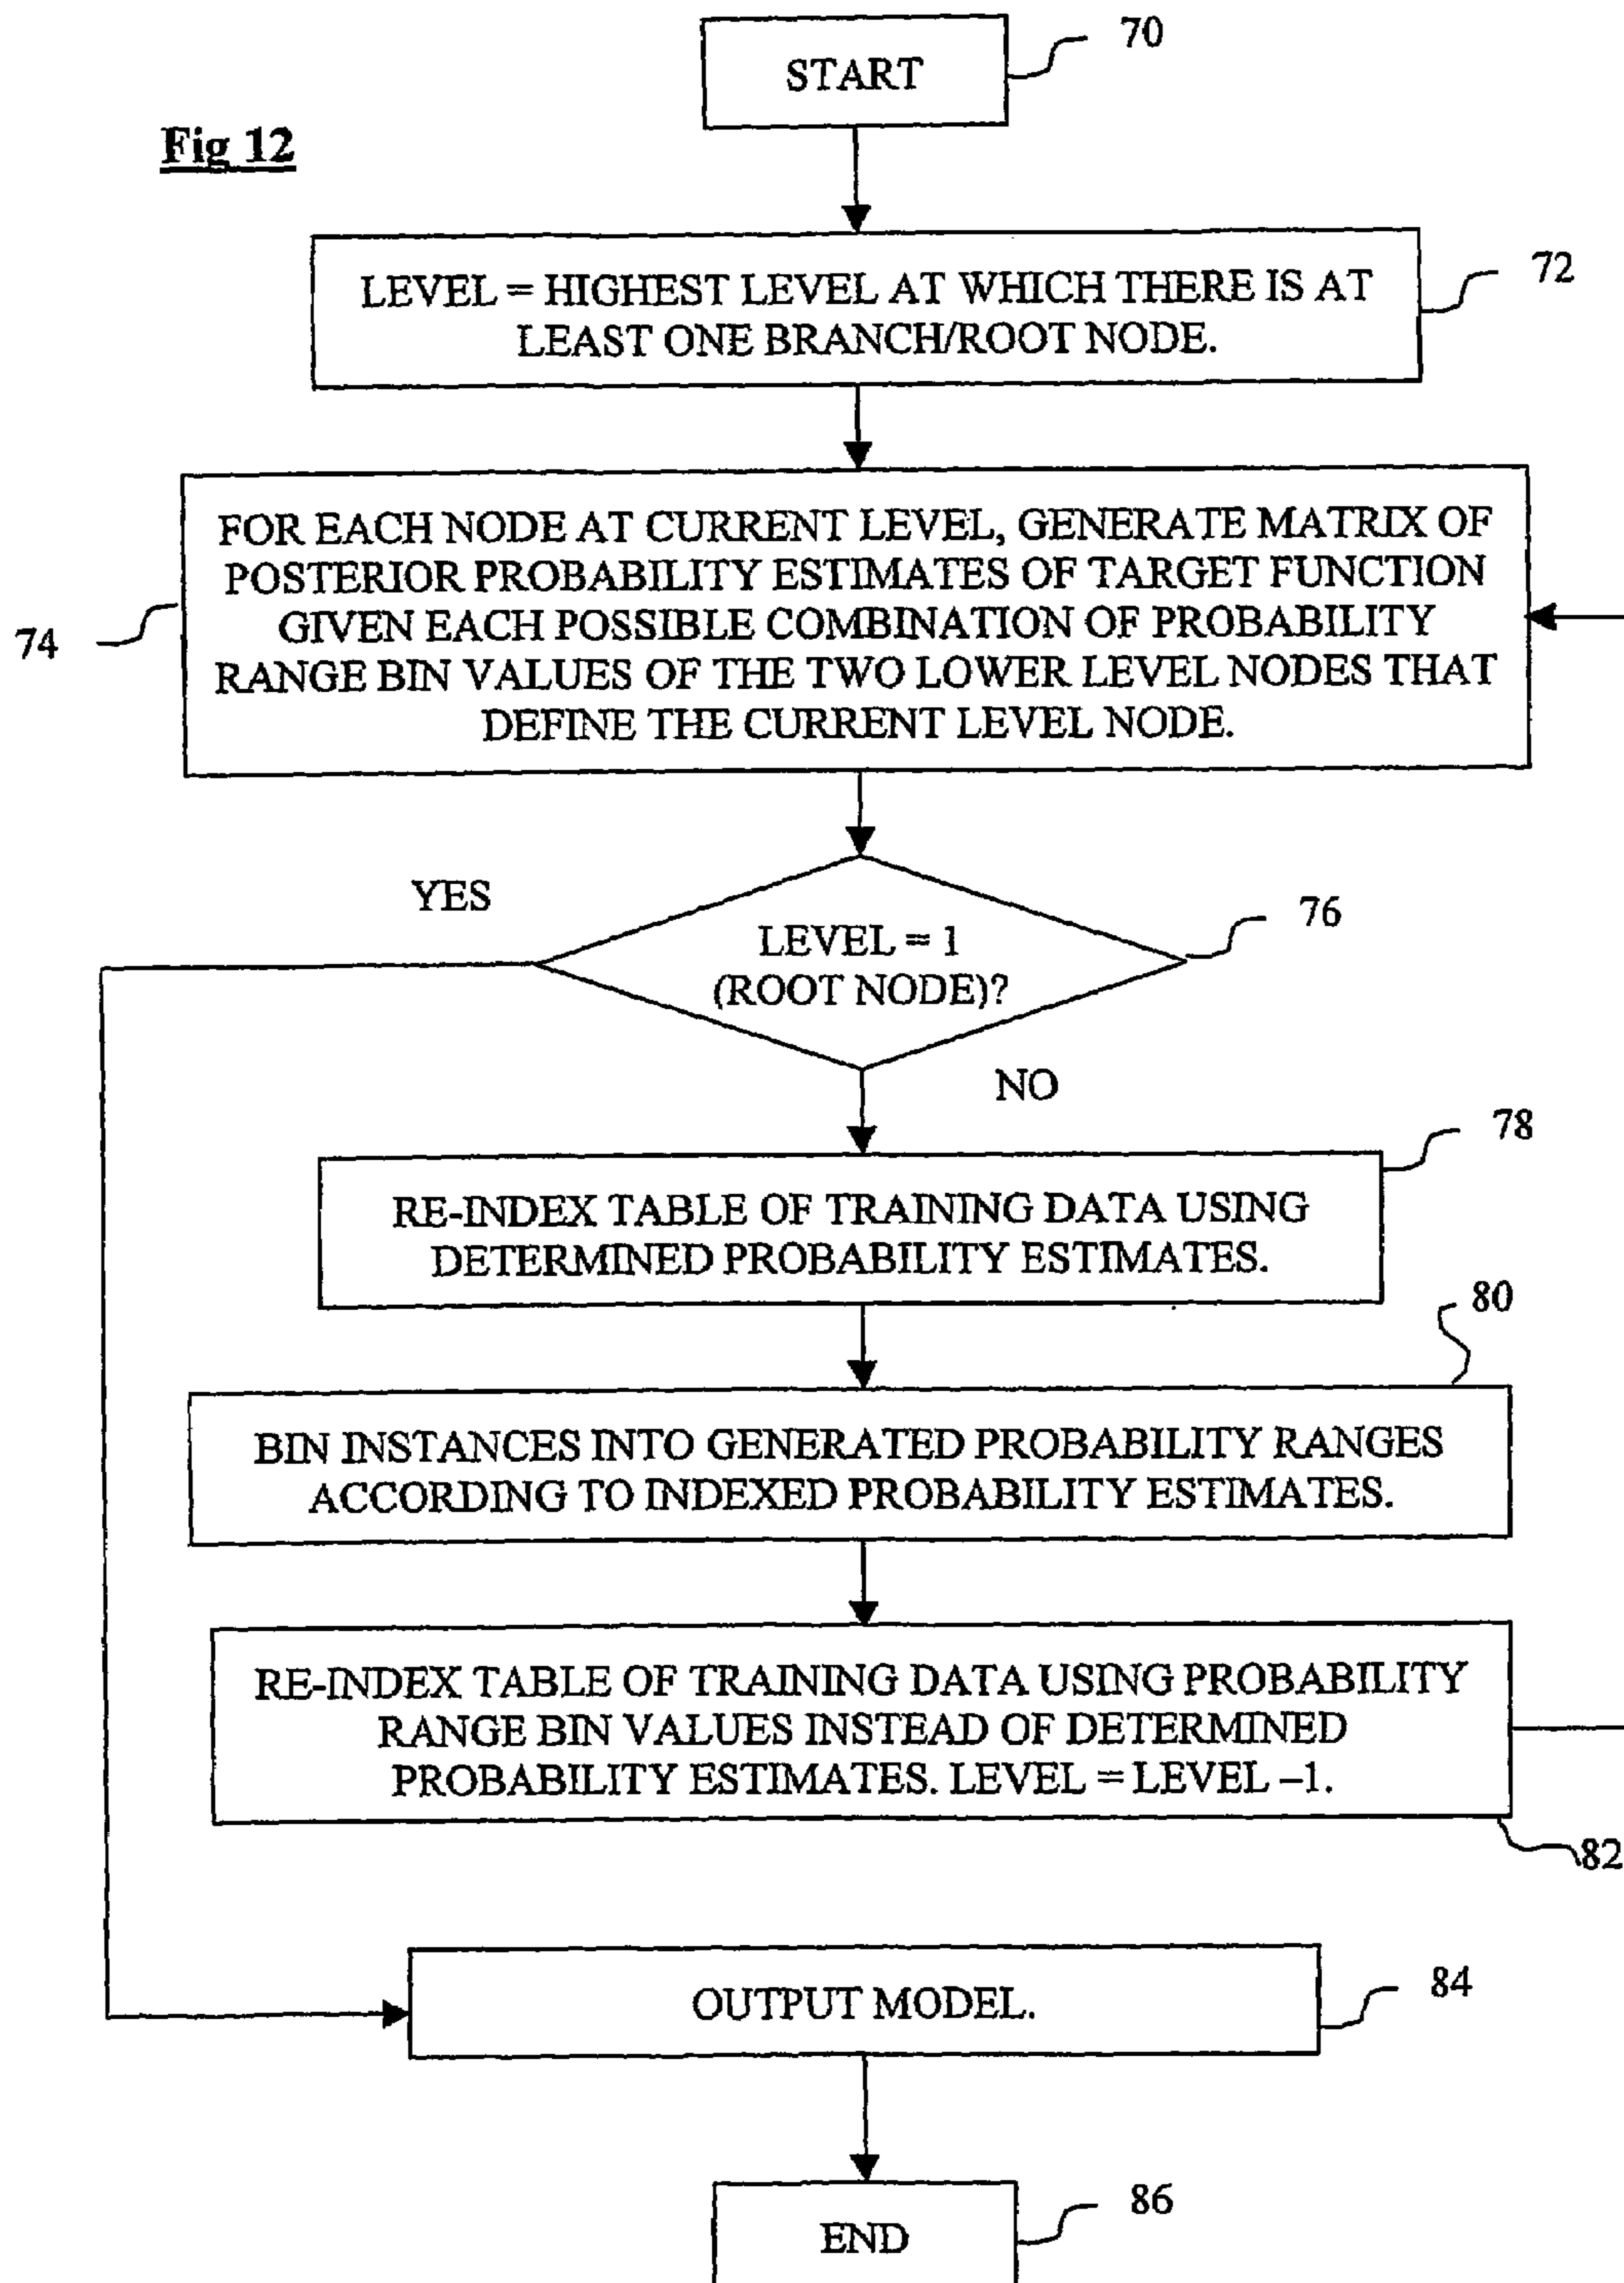 70
START
Fig 12
72
LEVEL = HIGHEST LEVEL AT WHICH THERE IS AT
LEAST ONE BRANCH/ROOT NODE.
FOR EACH NODE AT CURRENT LEVEL, GENERATE MATRIX OF
POSTERIOR PROBABILITY ESTIMATES OF TARGET FUNCTION
GIVEN EACH POSSIBLE COMBINATION OF PROBABILITY
RANGE BIN VALUES OF THE TWO LOWER LEVEL NODES THAT
DEFINE THE CURRENT LEVEL NODE.
74
YES
76
LEVEL = 1
(ROOT NODE)?
NO
78
RE-INDEX TABLE OF TRAINING DATA USING
DETERMINED PROBABILITY ESTIMATES.
80
BIN INSTANCES INTO GENERATED PROBABILITY RANGES
ACCORDING TO INDEXED PROBABILITY ESTIMATES.
RE-INDEX TABLE OF TRAINING DATA USING PROBABILITY
RANGE BIN VALUES INSTEAD OF DETERMINED
PROBABILITY ESTIMATES. LEVEL = LEVEL –1.
82
84
OUTPUT MODEL.
86
END